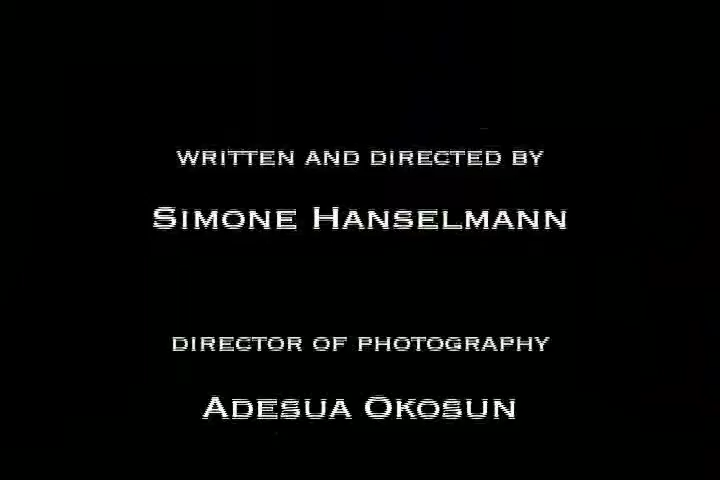 WRITTEN AND DIRECTED BY
SIMONE HANSELMANN
DIRECTOR OF PHOTOGRAPHY
ADESUA OKOSUN